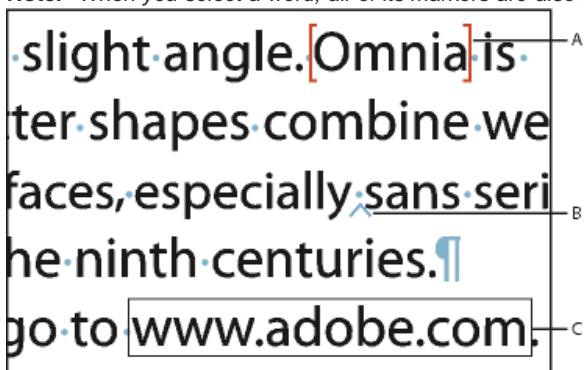 Note: When you select a word, all of its markers are also
slight angle. [Omnia] is
A
tter shapes combine we
faces, especially sans seri
B
he ninth centuries.¶
go to www.adobe.com.
C